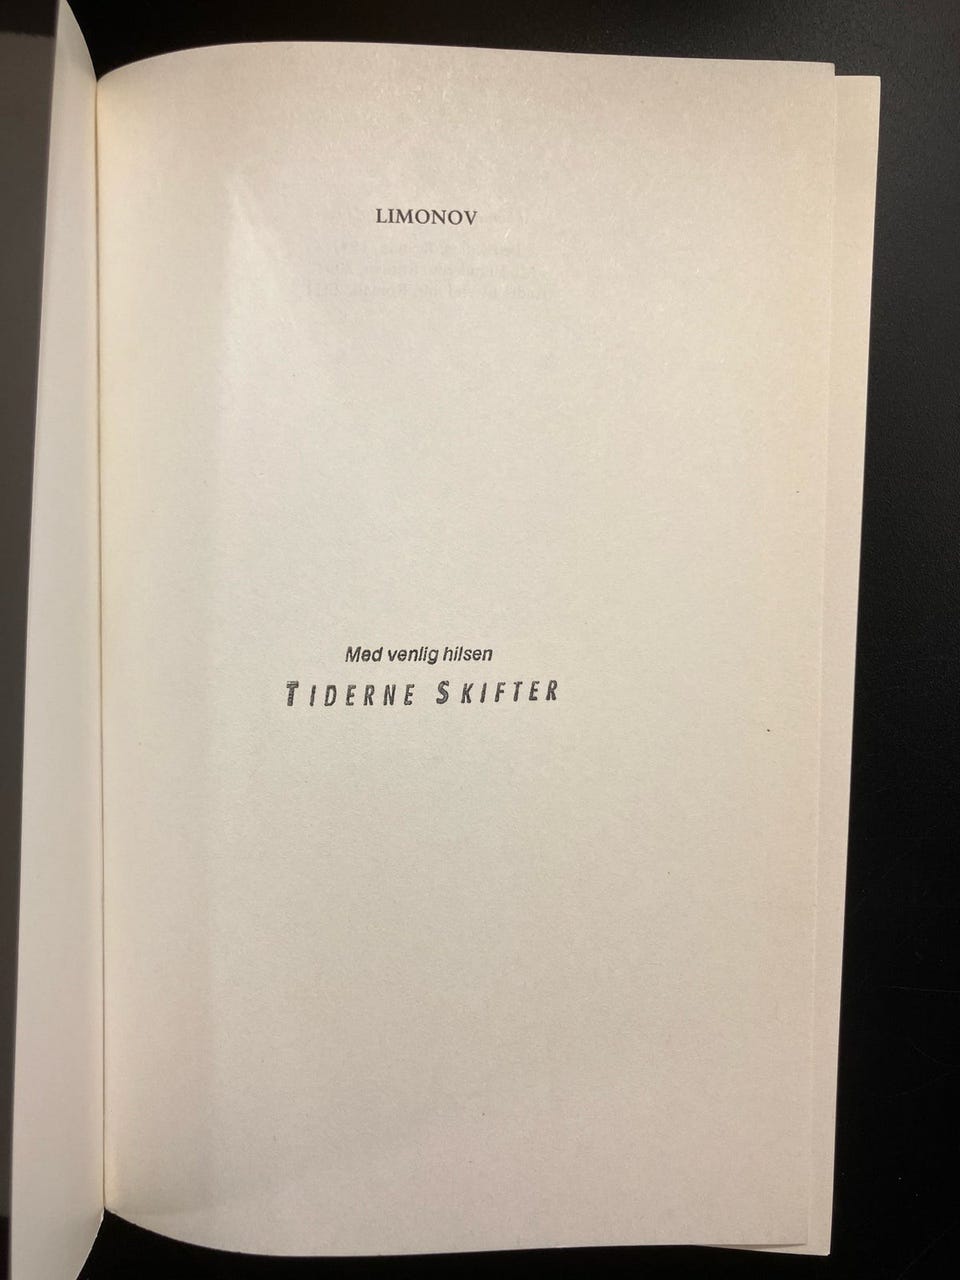 LIMONOV
Med venlig hilsen
TIDERNE SKIFTER